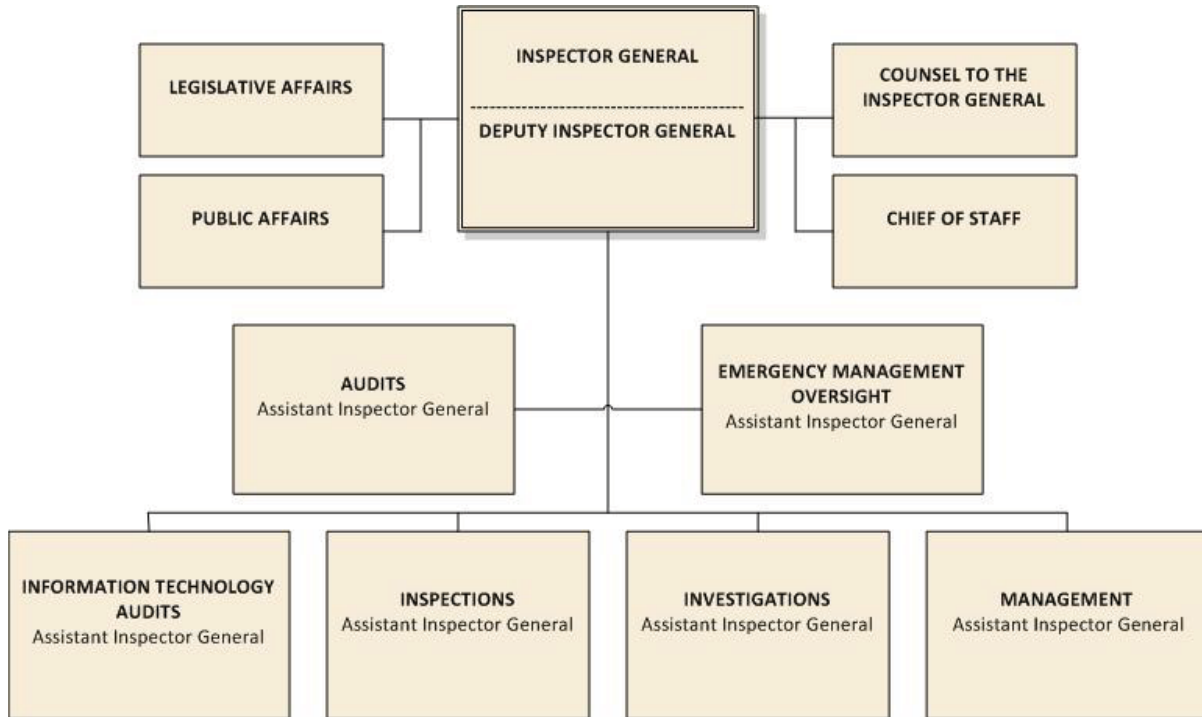 INSPECTOR GENERAL
DEPUTY INSPECTOR GENERAL
LEGISLATIVE AFFAIRS
PUBLIC AFFAIRS
COUNSEL TO THE
INSPECTOR GENERAL
CHIEF OF STAFF
AUDITS
Assistant Inspector General
EMERGENCY MANAGEMENT
OVERSIGHT
Assistant Inspector General
INFORMATION TECHNOLOGY
AUDITS
Assistant Inspector General
INSPECTIONS
Assistant Inspector General
INVESTIGATIONS
Assistant Inspector General
MANAGEMENT
Assistant Inspector General